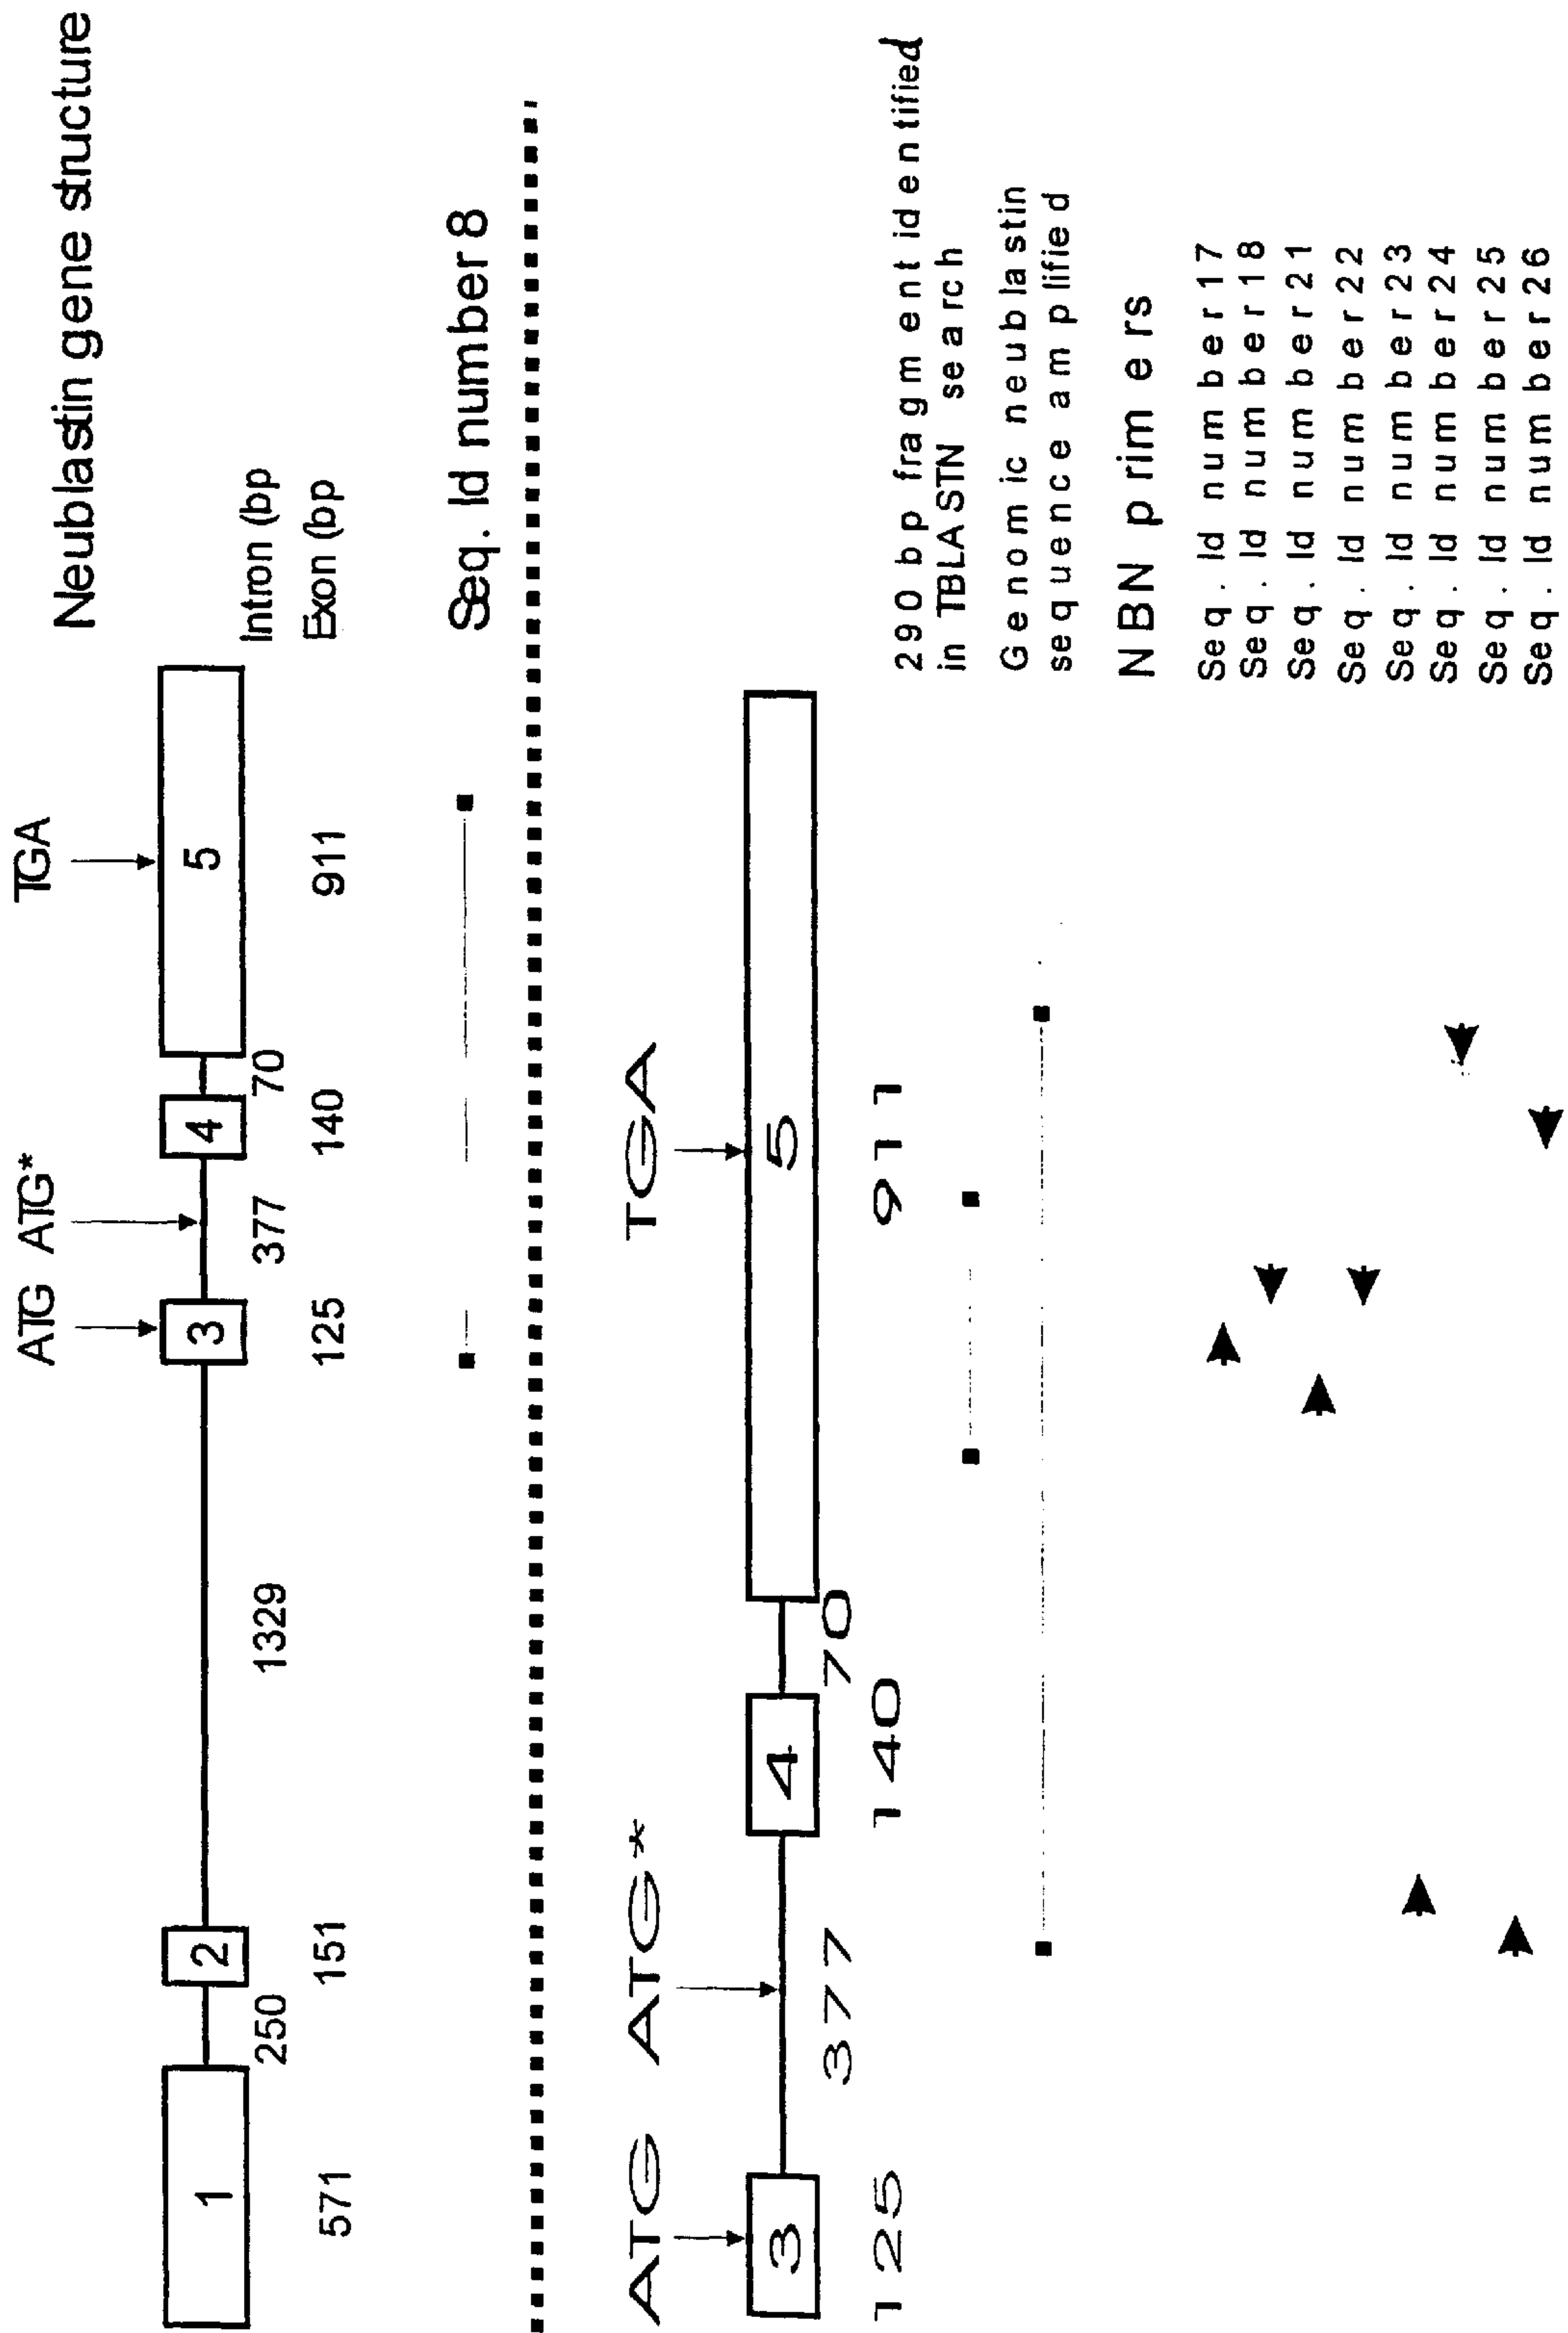 Neublastin gene structure
ATG ATG* TGA
1 2 3 4 5
250 1329 377 70 Intron (bp
571 151 125 140 911 Exon (bp
Seq. Id number 8
ATG ATG* TGA
3 4 5
377 70
125 140 911
290 bp fragment identified
in TBLASTN search
Genomic neublastin
sequence amplified
NBN primers
Seq. Id number 17
Seq. Id number 18
Seq. Id number 21
Seq. Id number 22
Seq. Id number 23
Seq. Id number 24
Seq. Id number 25
Seq. Id number 26